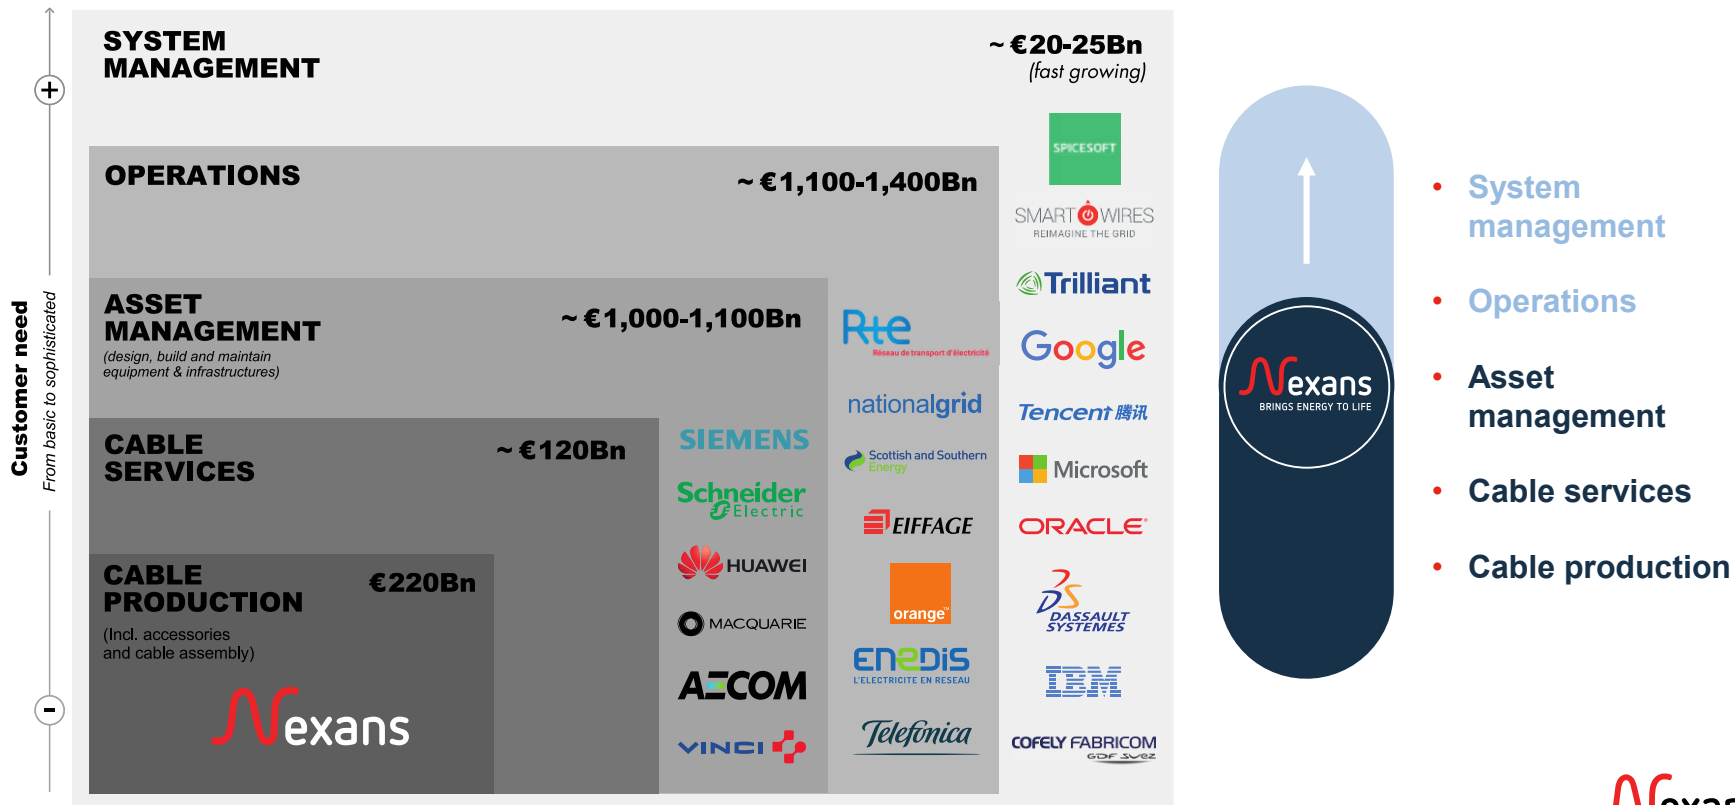 SYSTEM
MANAGEMENT
~ €20-25Bn
(fast growing)
+
SPICESOFT
OPERATIONS
~ €1,100-1,400Bn
SMART WIRES
REIMAGINE THE GRID
Trilliant
ASSET
MANAGEMENT
(design, build and maintain
equipment & infrastructures)
~ €1,000-1,100Bn
Rte
Réseau de transport d'électricité
Google
nationalgrid
Tencent 腾讯
CABLE
SERVICES
~ €120Bn
SIEMENS
Scottish and Southern
Energy
Microsoft
Schneider
Electric
EIFFAGE
ORACLE
CABLE
PRODUCTION
(Incl. accessories
and cable assembly)
€220Bn
HUAWEI
orange™
DASSAULT
SYSTEMES
MACQUARIE
ENEDIS
L'ELECTRICITE EN RESEAU
AECOM
IBM
Nexans
VINCI
Telefónica
COFELY FABRICOM
GDF SUEZ
-
Customer need
From basic to sophisticated
Nexans
BRINGS ENERGY TO LIFE
• System
management
• Operations
• Asset
management
• Cable services
• Cable production